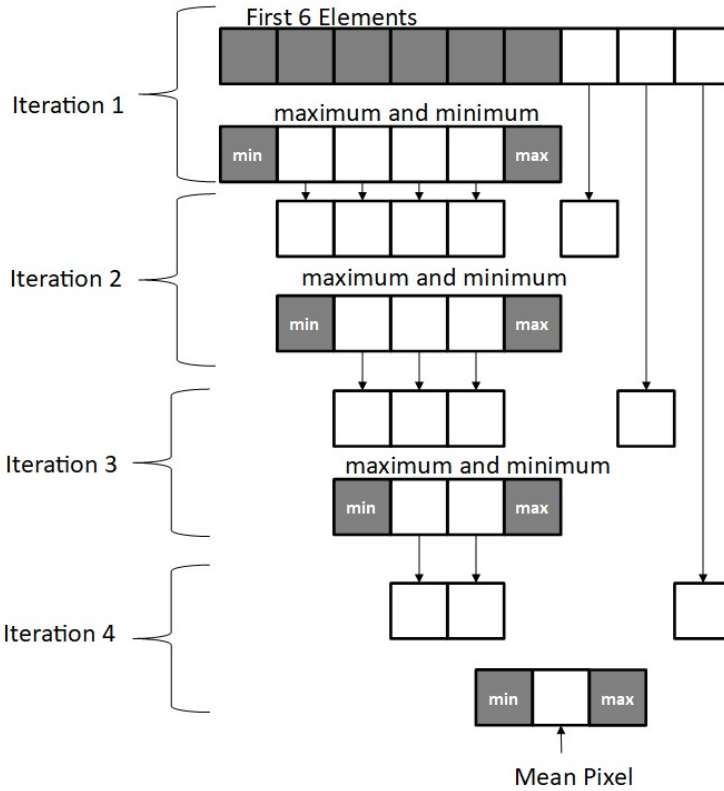 First 6 Elements
Iteration 1
maximum and minimum
min max
Iteration 2
maximum and minimum
min max
Iteration 3
maximum and minimum
min max
Iteration 4
min max
Mean Pixel